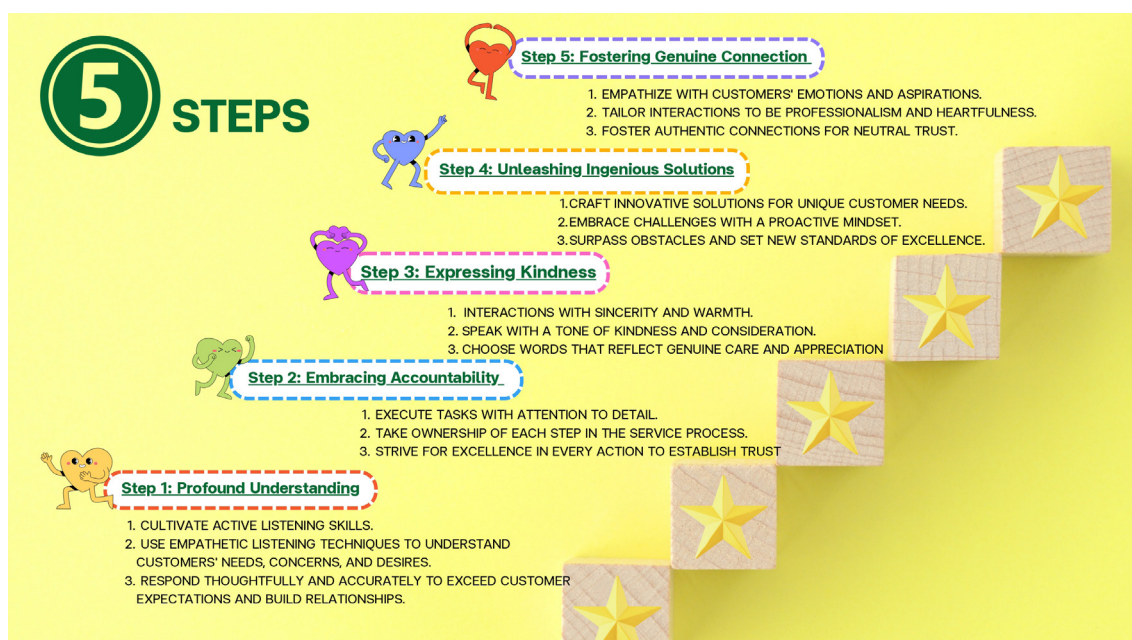 5
STEPS
Step 5: Fostering Genuine Connection
1. EMPATHIZE WITH CUSTOMERS' EMOTIONS AND ASPIRATIONS.
2. TAILOR INTERACTIONS TO BE PROFESSIONALISM AND HEARTFULNESS.
3. FOSTER AUTHENTIC CONNECTIONS FOR NEUTRAL TRUST.
Step 4: Unleashing Ingenious Solutions
1.CRAFT INNOVATIVE SOLUTIONS FOR UNIQUE CUSTOMER NEEDS.
2.EMBRACE CHALLENGES WITH A PROACTIVE MINDSET.
3.SURPASS OBSTACLES AND SET NEW STANDARDS OF EXCELLENCE.
Step 3: Expressing Kindness
1. INTERACTIONS WITH SINCERITY AND WARMTH.
2. SPEAK WITH A TONE OF KINDNESS AND CONSIDERATION.
3. CHOOSE WORDS THAT REFLECT GENUINE CARE AND APPRECIATION
Step 2: Embracing Accountability
1. EXECUTE TASKS WITH ATTENTION TO DETAIL.
2. TAKE OWNERSHIP OF EACH STEP IN THE SERVICE PROCESS.
3. STRIVE FOR EXCELLENCE IN EVERY ACTION TO ESTABLISH TRUST
Step 1: Profound Understanding
1. CULTIVATE ACTIVE LISTENING SKILLS.
2. USE EMPATHETIC LISTENING TECHNIQUES TO UNDERSTAND
CUSTOMERS' NEEDS, CONCERNS, AND DESIRES.
3. RESPOND THOUGHTFULLY AND ACCURATELY TO EXCEED CUSTOMER
EXPECTATIONS AND BUILD RELATIONSHIPS.